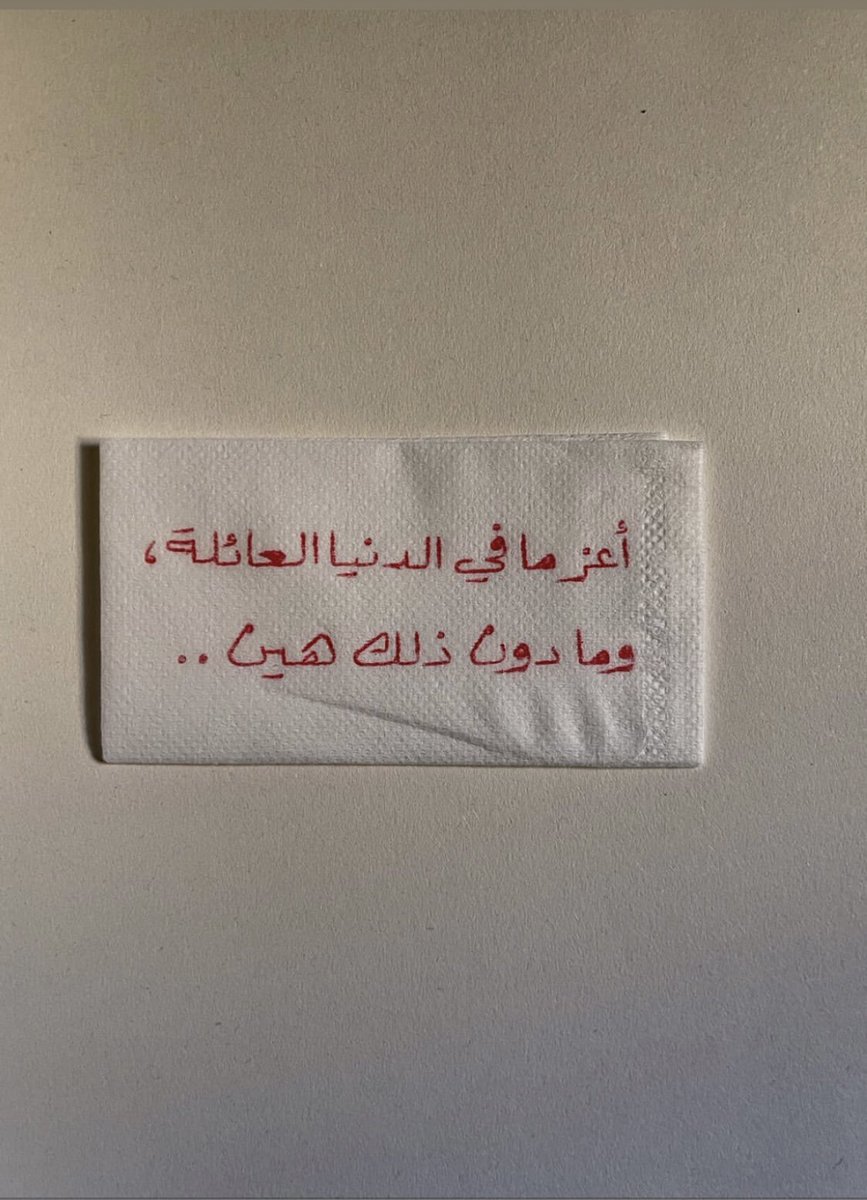 أعز ما في الدنيا العائلة،
وما دون ذلك هين ..